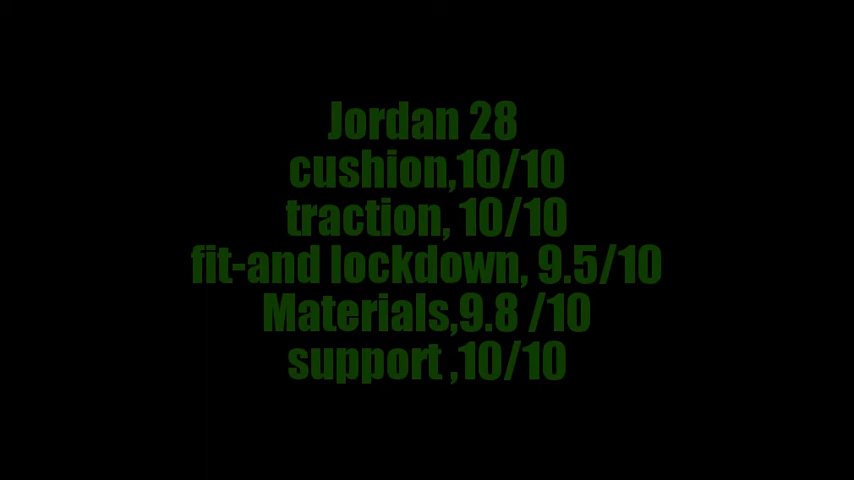 Jordan 28
cushion,10/10
traction, 10/10
fit-and lockdown, 9.5/10
Materials,9.8 /10
support ,10/10